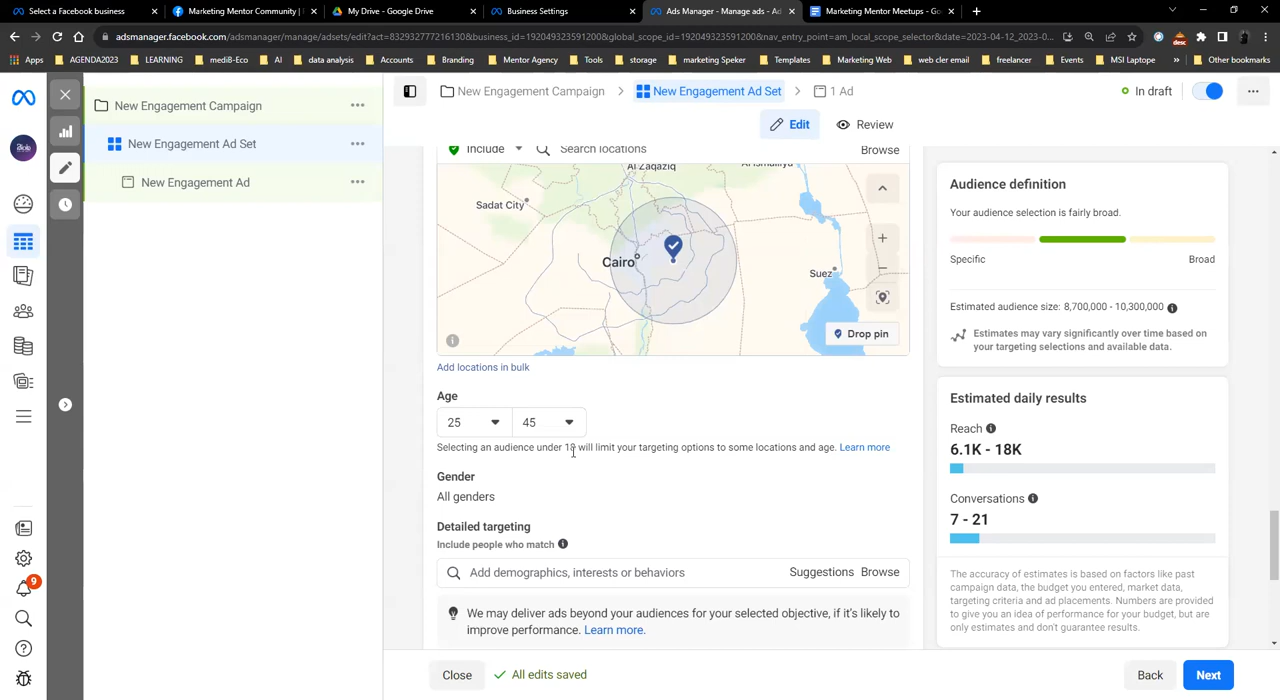 Select a Facebook business
Marketing Mentor Community |
My Drive - Google Drive
Business Settings
Ads Manager - Manage ads - Ad
Marketing Mentor Meetups - Go
adsmanager.facebook.com/adsmanager/manage/adsets/edit?act=832932777216130&business_id=192049323591200&global_scope_id=192049323591200&nav_entry_point=am_local_scope_selector&date=2023-04-12_2023-0...
Apps
AGENDA2023
LEARNING
medi8-Eco
AI
data analysis
Accounts
Branding
Mentor Agency
Tools
storage
marketing Speker
Templates
Marketing Web
web cler email
freelancer
Events
MSI Laptope
»
Other bookmarks
New Engagement Campaign
New Engagement Ad Set
New Engagement Ad
9
New Engagement Campaign > New Engagement Ad Set > 1 Ad
In draft
Edit
Review
Include
Search locations
Browse
Al Zaqaziq
Sadat City
Cairo
Suez
Drop pin
Add locations in bulk
Age
25
45
Selecting an audience under 18 will limit your targeting options to some locations and age. Learn more
Gender
All genders
Detailed targeting
Include people who match
Add demographics, interests or behaviors
Suggestions
Browse
We may deliver ads beyond your audiences for your selected objective, if it's likely to
improve performance. Learn more.
Close
All edits saved
Back
Next
Audience definition
Your audience selection is fairly broad.
Specific
Broad
Estimated audience size: 8,700,000 - 10,300,000
Estimates may vary significantly over time based on
your targeting selections and available data.
Estimated daily results
Reach
6.1K - 18K
Conversations
7 - 21
The accuracy of estimates is based on factors like past
campaign data, the budget you entered, market data,
targeting criteria and ad placements. Numbers are provided
to give you an idea of performance for your budget, but are
only estimates and don't guarantee results.